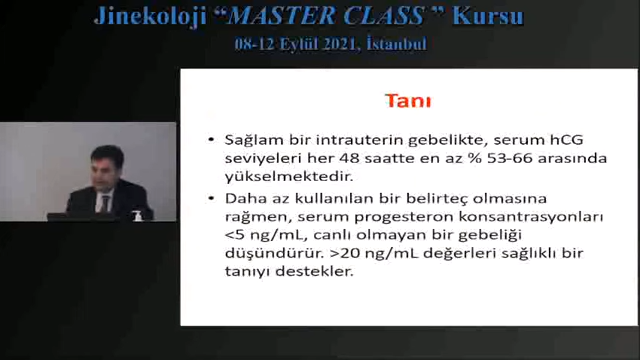 Jinekoloji “MASTER CLASS ” Kursu
08-12 Eylül 2021, İstanbul
Tanı
• Sağlam bir intrauterin gebelikte, serum hCG
seviyeleri her 48 saatte en az % 53-66 arasında
yükselmektedir.
• Daha az kullanılan bir belirteç olmasına
rağmen, serum progesteron konsantrasyonları
<5 ng/mL, canlı olmayan bir gebeliği
düşündürür. >20 ng/mL değerleri sağlıklı bir
tanıyı destekler.